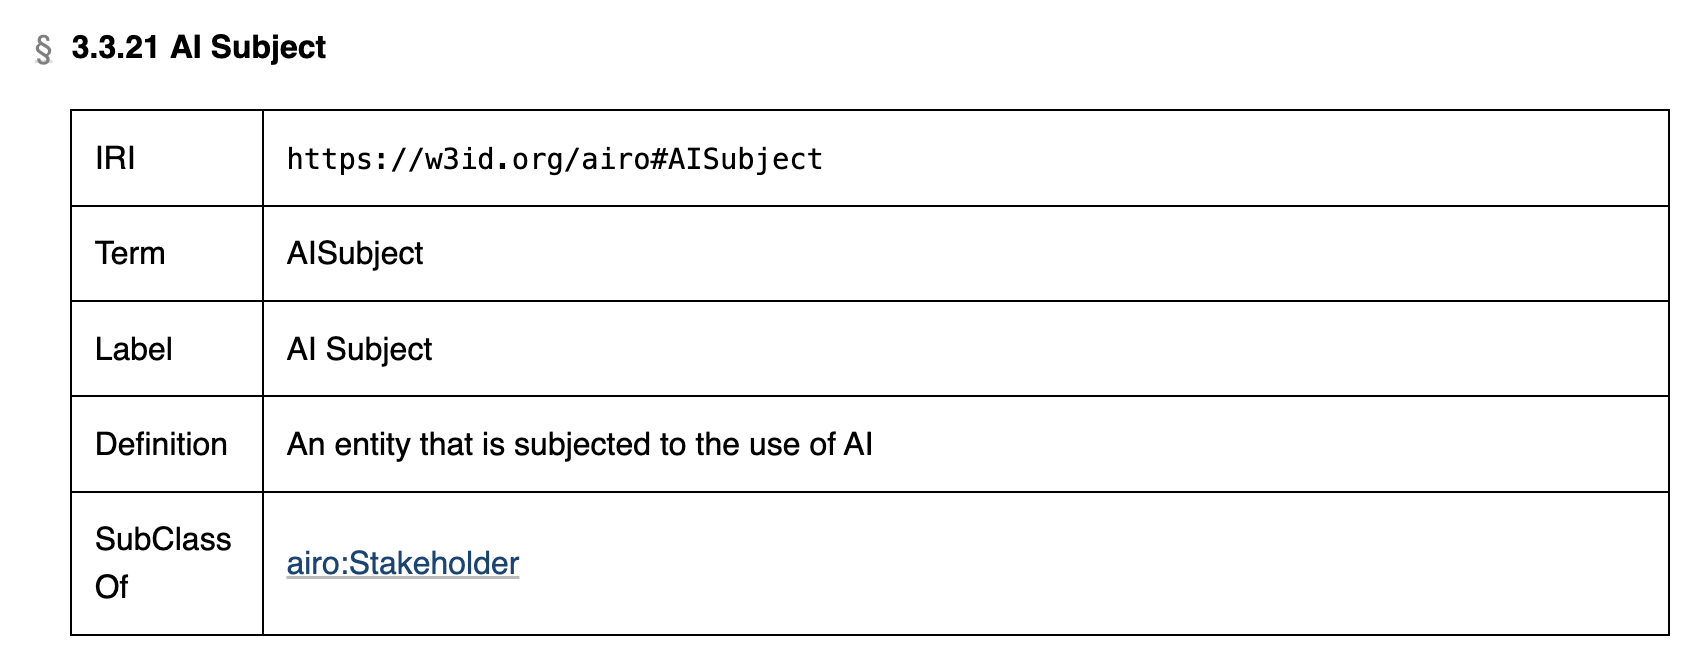 § 3.3.21 AI Subject
IRI https://w3id.org/airo#AISubject
Term AISubject
Label AI Subject
Definition An entity that is subjected to the use of AI
SubClass
Of
airo:Stakeholder